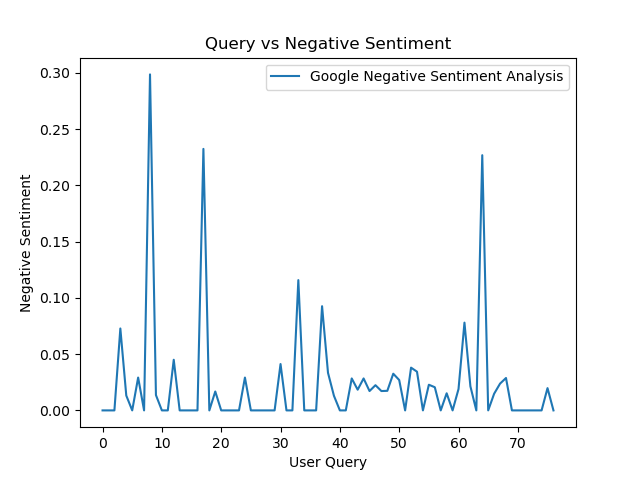 Query vs Negative Sentiment
Google Negative Sentiment Analysis
Negative Sentiment
0.30
0.25
0.20
0.15
0.10
0.05
0.00
0 10 20 30 40 50 60 70
User Query